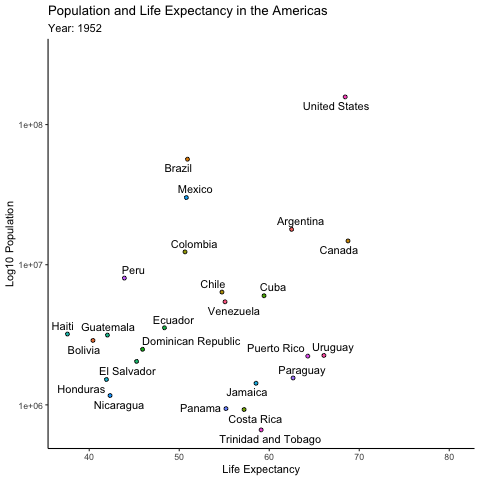 Population and Life Expectancy in the Americas
Year: 1952
United States
1e+08
Brazil
Mexico
Argentina
Colombia
Canada
1e+07
Peru
Chile
Cuba
Venezuela
Ecuador
Haiti
Guatemala
Dominican Republic
Bolivia
Puerto Rico
Uruguay
El Salvador
Paraguay
Honduras
Jamaica
Nicaragua
1e+06
Panama
Costa Rica
Trinidad and Tobago
Log10 Population
40
50
60
70
80
Life Expectancy